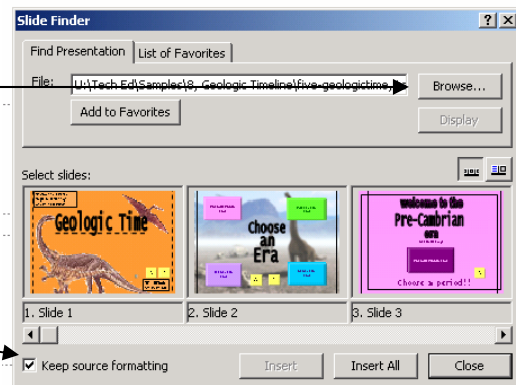 Slide Finder
Find Presentation
List of Favorites
File:
U:\Tech Ed\Samples\8, Geologic Timeline\five-geologictime,
Browse...
Add to Favorites
Display
Select slides:
Geologic Time
Choose
an
Era
welcome to the
Pre-Cambrian
era
Choose a period!!
1. Slide 1
2. Slide 2
3. Slide 3
Keep source formatting
Insert
Insert All
Close